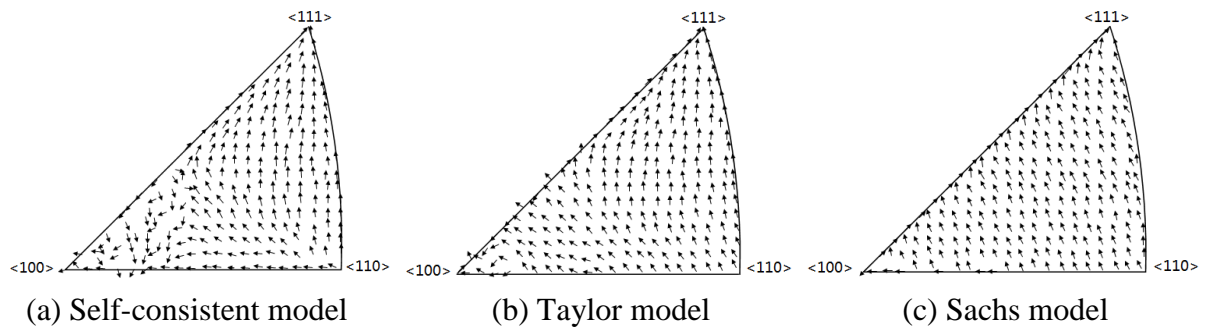 <111> <111> <111>
<100> <110> <100> <110> <100> <110>
(a) Self-consistent model (b) Taylor model (c) Sachs model